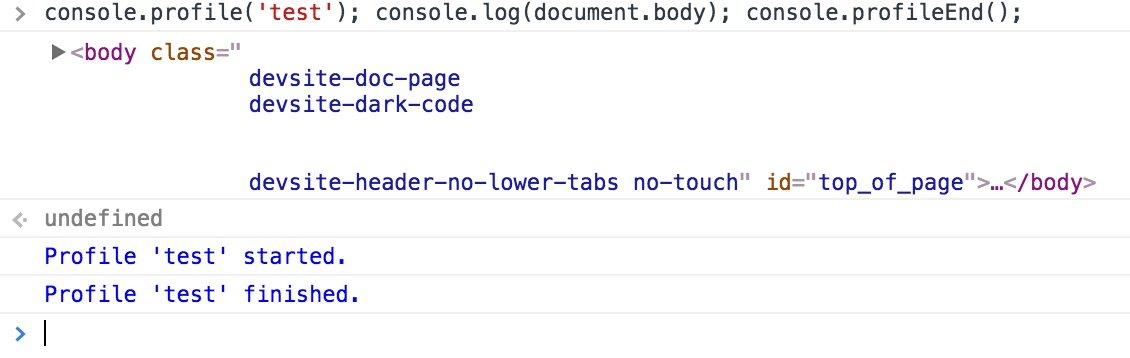 > console.profile('test'); console.log(document.body); console.profileEnd();
▶<body class="
devsite-doc-page
devsite-dark-code
devsite-header-no-lower-tabs no-touch" id="top_of_page">…</body>
undefined
Profile 'test' started.
Profile 'test' finished.
>